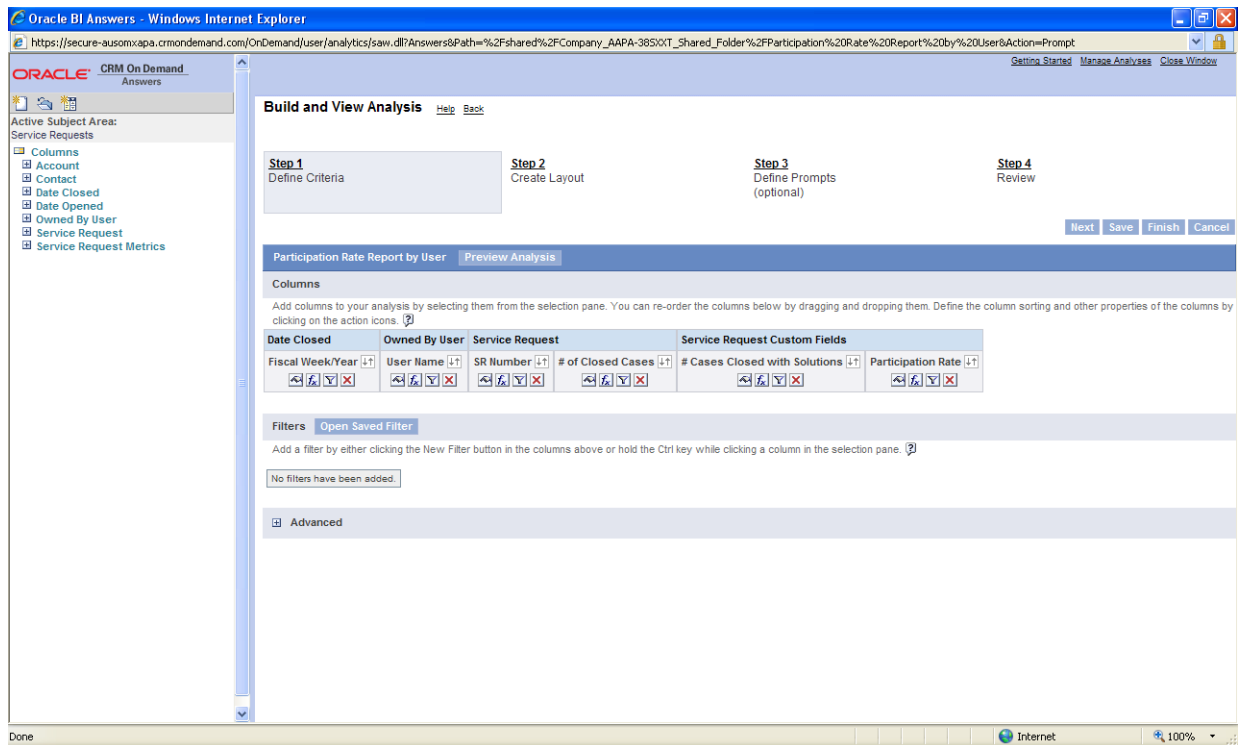 Oracle BI Answers - Windows Internet Explorer
https://secure-ausomxapa.crmondemand.com/OnDemand/user/analytics/saw.dll?Answers&Path=%2Fshared%2FCompany_AAPA-38SXXT_Shared_Folder%2FParticipation%20Rate%20Report%20by%20User&Action=Prompt
ORACLE CRM On Demand
Answers
Getting Started Manage Analyses Close Window
Active Subject Area:
Service Requests
Columns
Account
Contact
Date Closed
Date Opened
Owned By User
Service Request
Service Request Metrics
Build and View Analysis Help Back
Step 1 Step 2 Step 3 Step 4
Define Criteria Create Layout Define Prompts Review
(optional)
Next Save Finish Cancel
Participation Rate Report by User Preview Analysis
Columns
Add columns to your analysis by selecting them from the selection pane. You can re-order the columns below by dragging and dropping them. Define the column sorting and other properties of the columns by
clicking on the action icons.
Date Closed Owned By User Service Request Service Request Custom Fields
Fiscal Week/Year User Name SR Number # of Closed Cases # Cases Closed with Solutions Participation Rate
Filters Open Saved Filter
Add a filter by either clicking the New Filter button in the columns above or hold the Ctrl key while clicking a column in the selection pane.
No filters have been added.
Advanced
Done Internet 100%